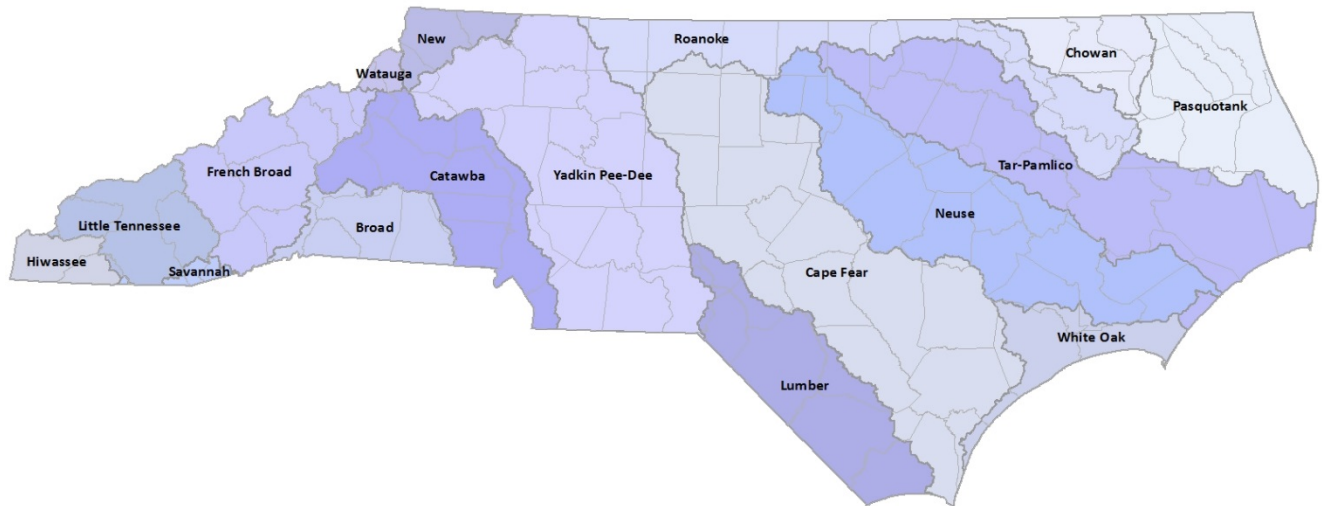 New
Roanoke
Chowan
Watauga
Pasquotank
French Broad
Catawba
Yadkin Pee-Dee
Tar-Pamlico
Little Tennessee
Broad
Neuse
Hiwassee
Savannah
Cape Fear
White Oak
Lumber